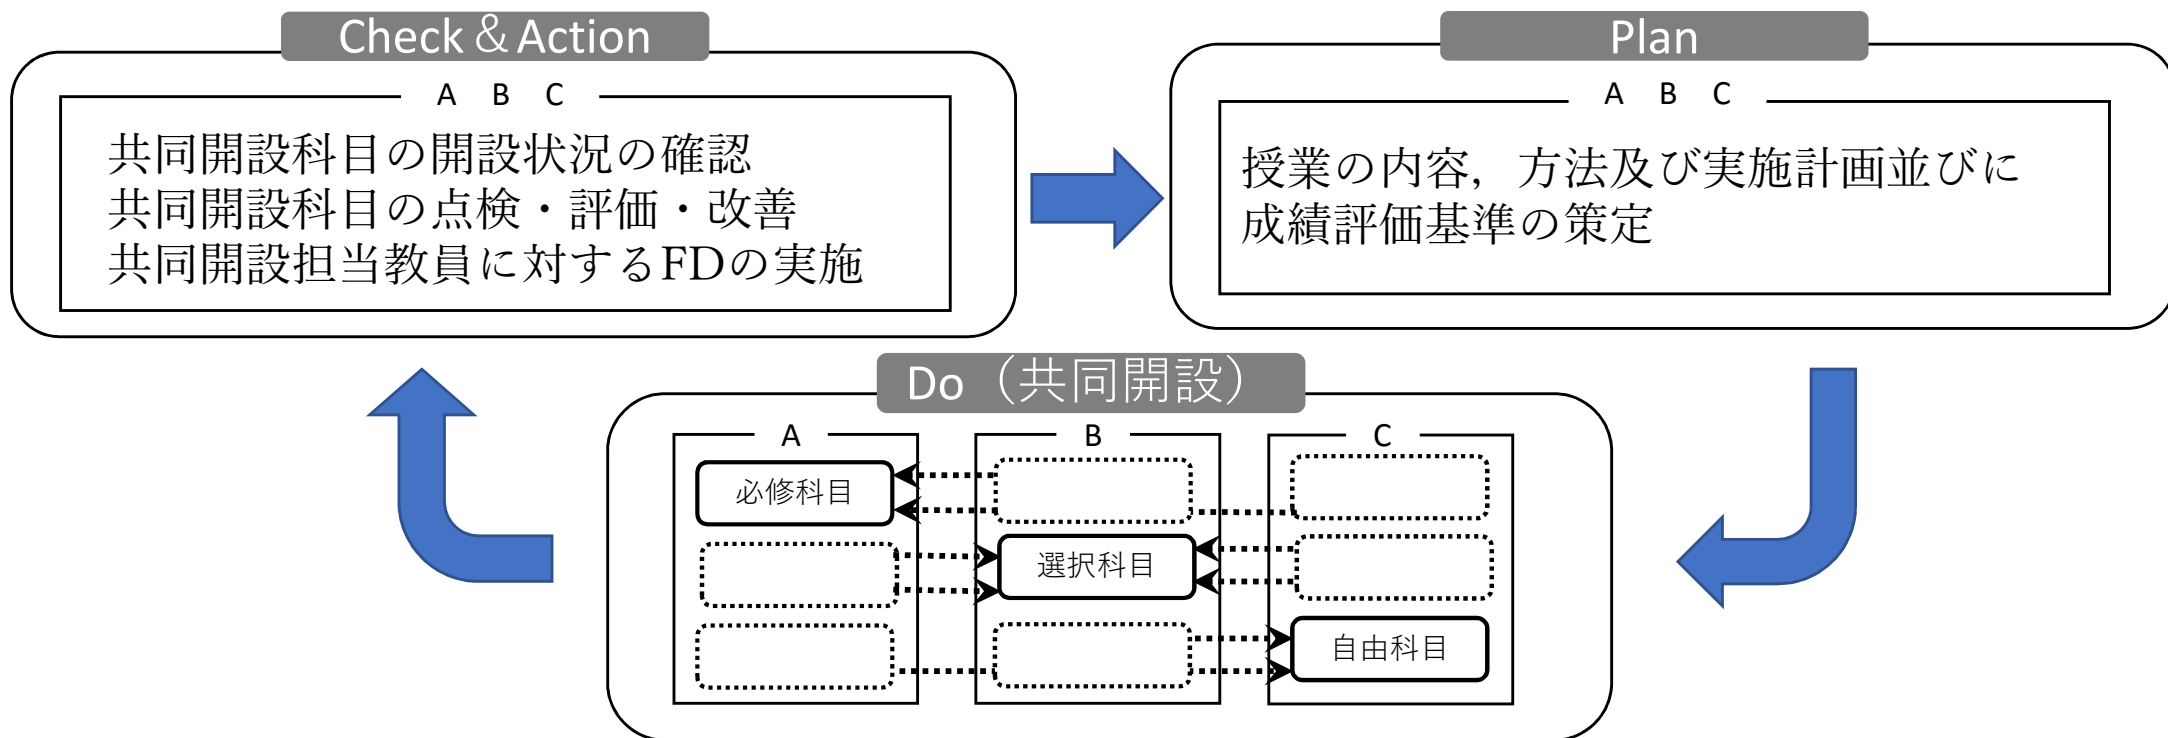 Check＆Action
A B C
共同開設科目の開設状況の確認
共同開設科目の点検・評価・改善
共同開設担当教員に対するFDの実施
Plan
A B C
授業の内容，方法及び実施計画並びに
成績評価基準の策定
Do（共同開設）
A
必修科目
B
選択科目
C
自由科目